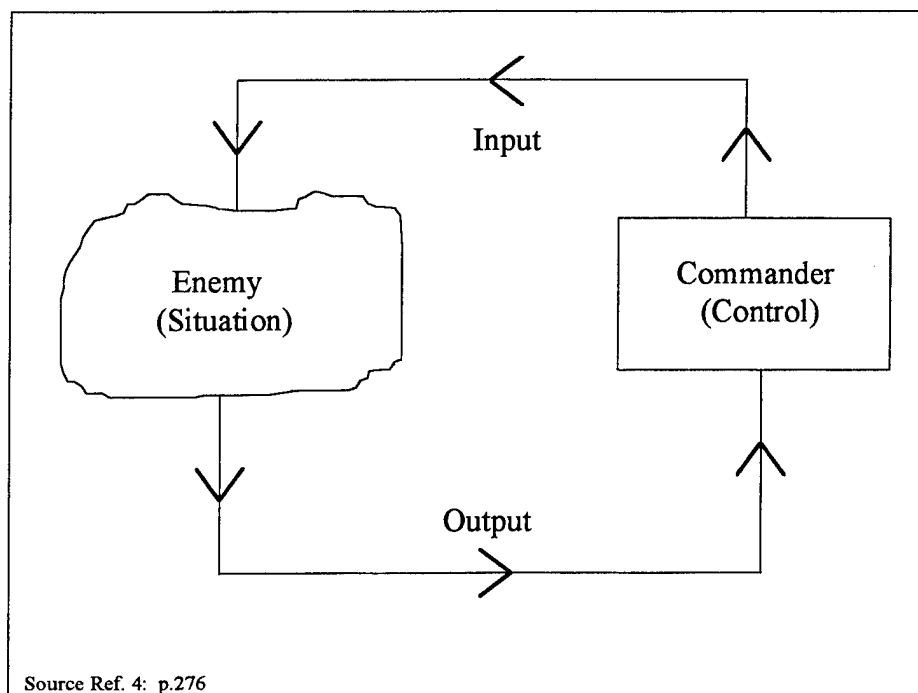 Input
Enemy
(Situation)
Commander
(Control)
Output
Source Ref. 4: p.276